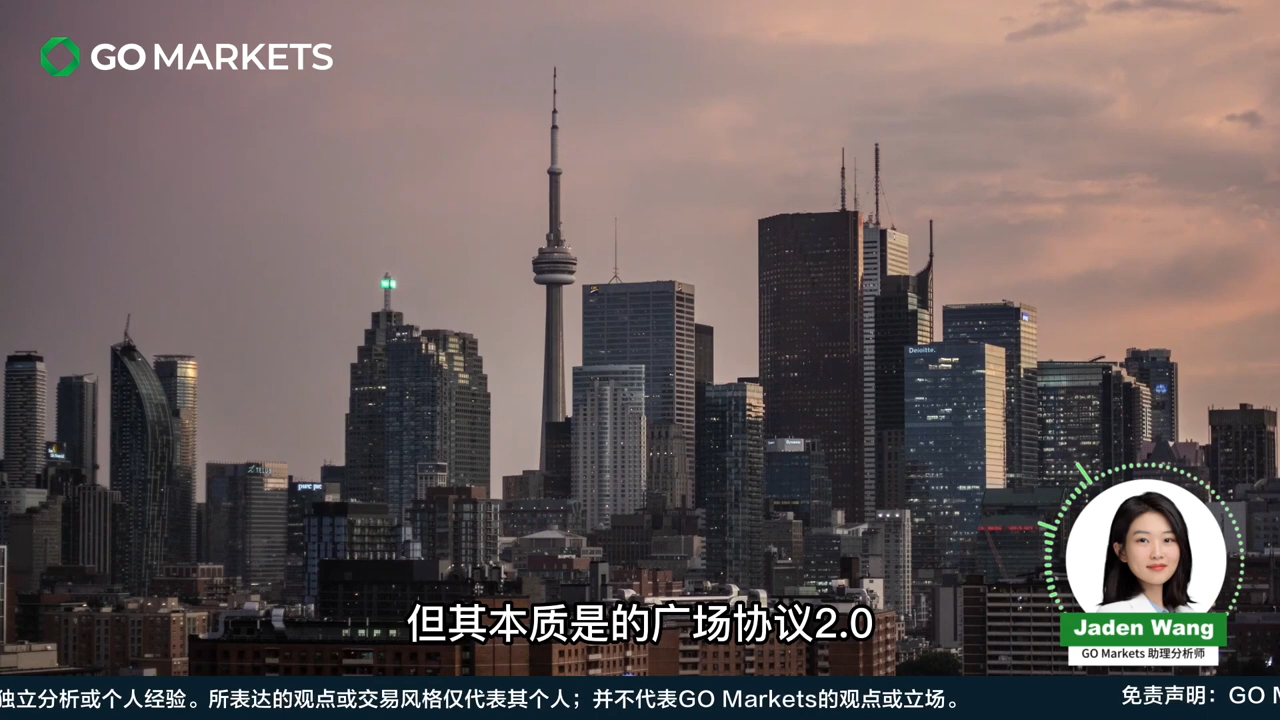 GO MARKETS
Deloitte.
TELUS
pwc
但其本质是的广场协议2.0
Jaden Wang
GO Markets 助理分析师
独立分析或个人经验。所表达的观点或交易风格仅代表其个人；并不代表GO Markets的观点或立场。
免责声明：GO M